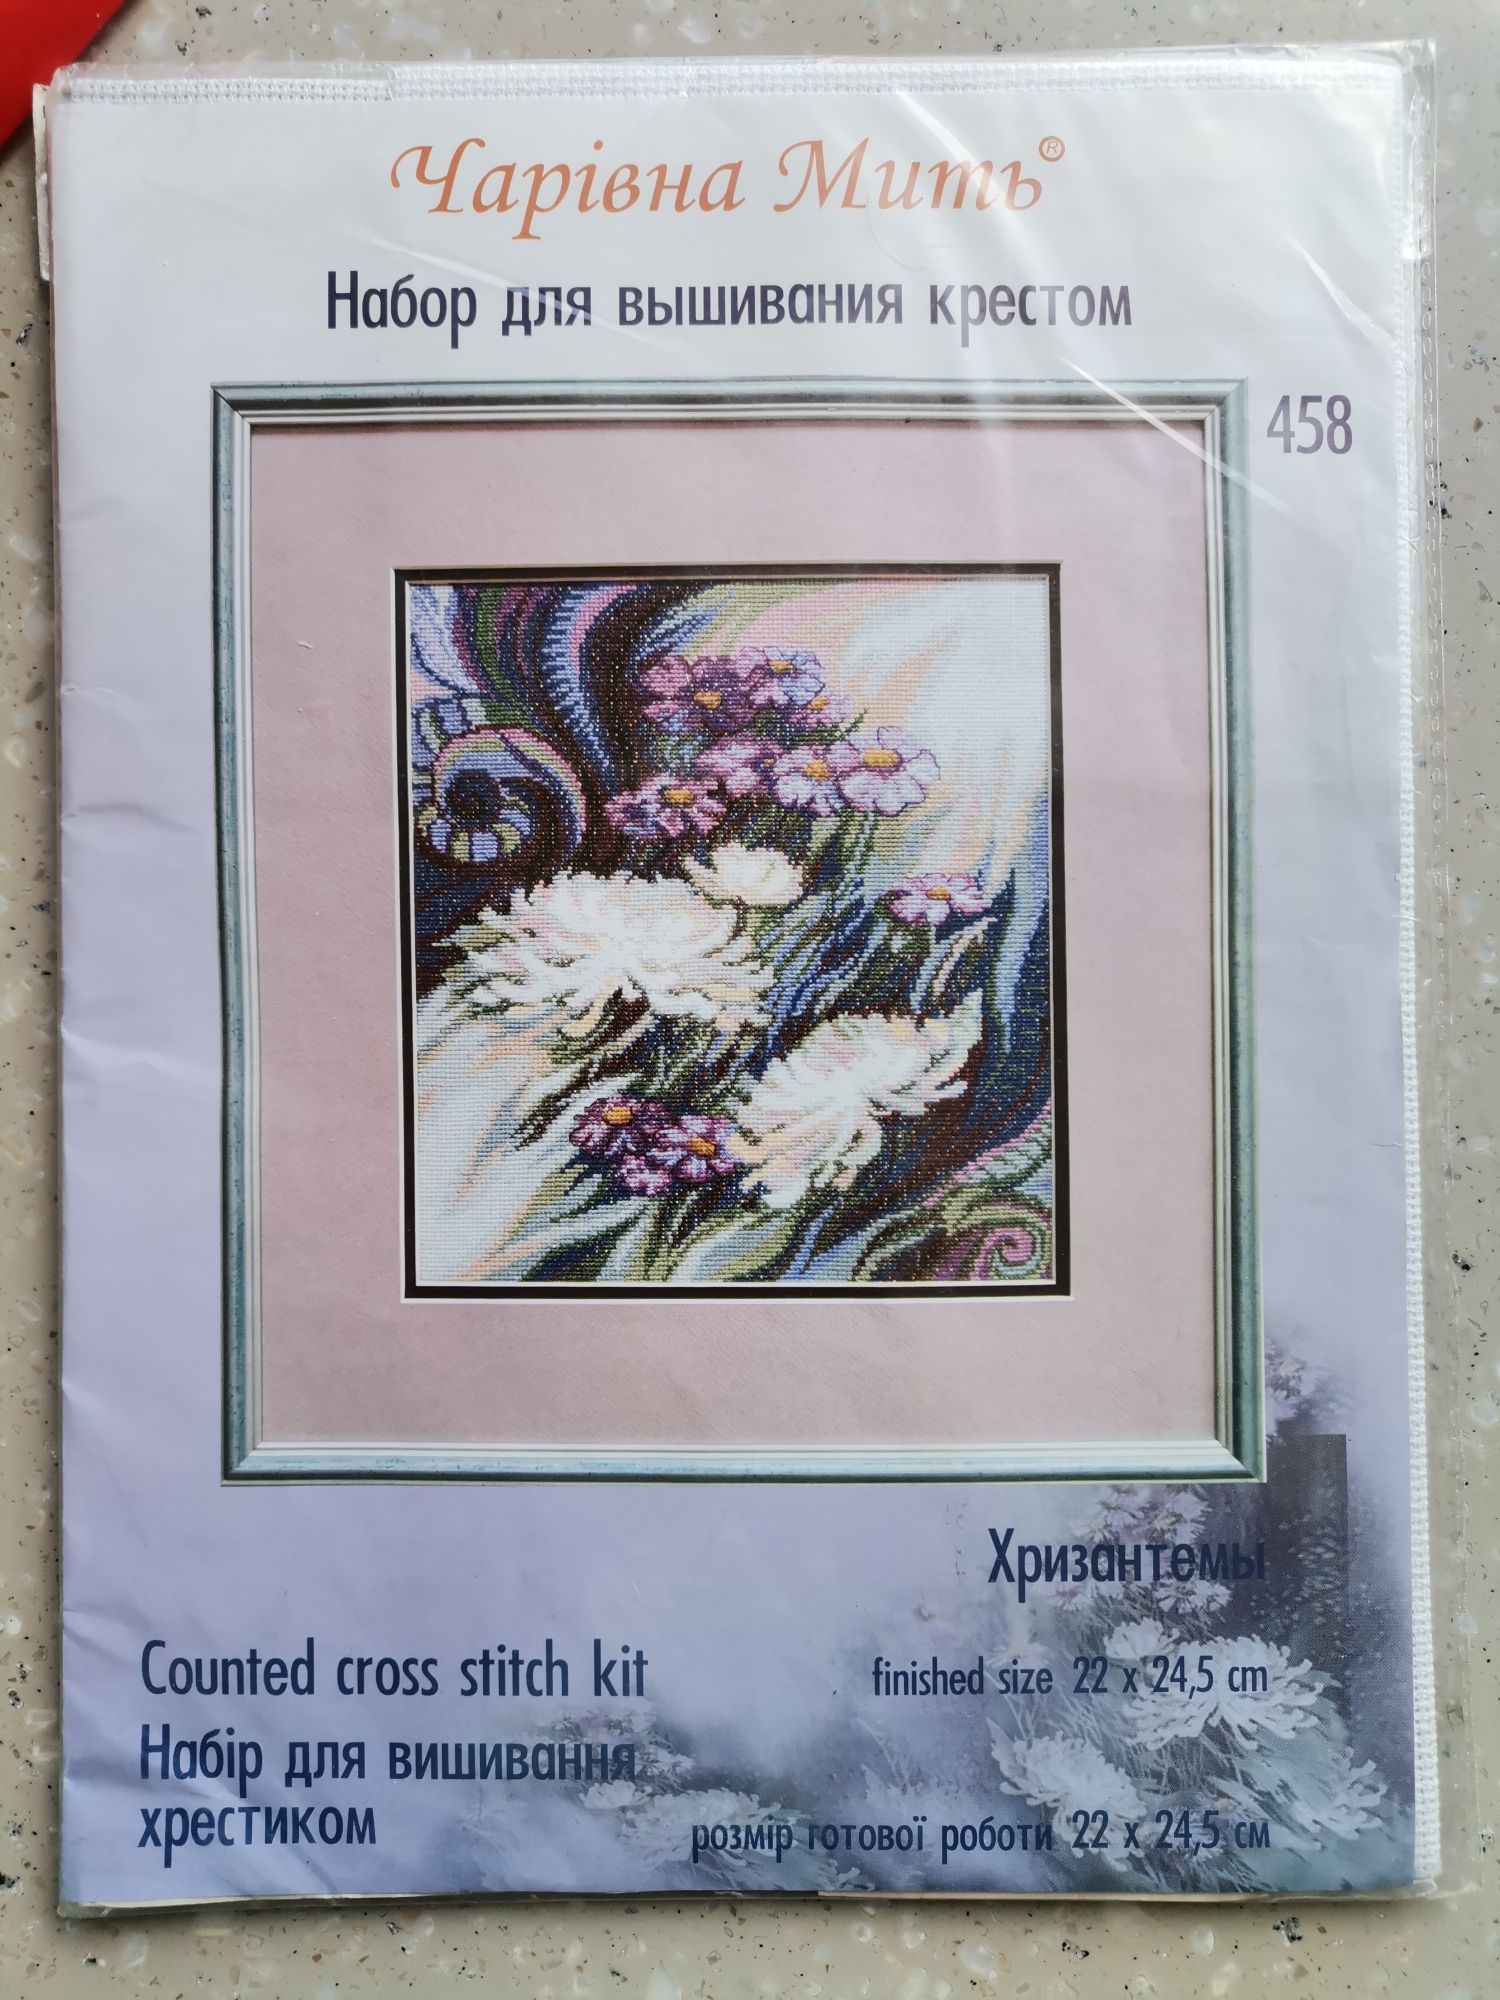 Чарівна Мить®
Набор для вышивания крестом
458
Хризантемы
Counted cross stitch kit
finished size 22 x 24,5 cm
Набір для вишивання
хрестиком
розмір готової роботи 22 x 24,5 см